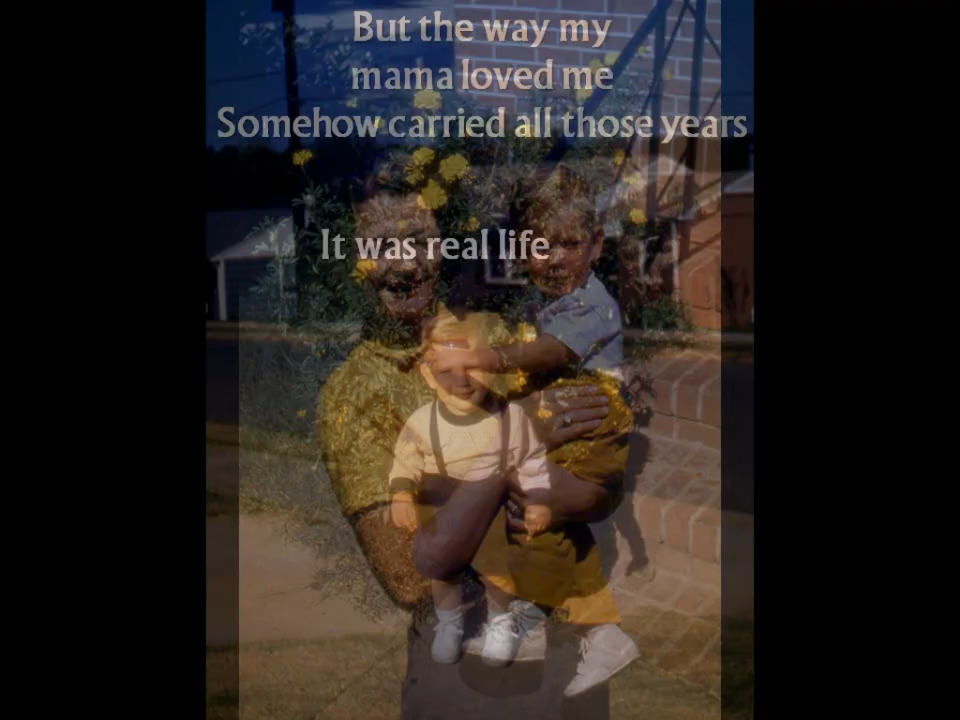 But the way my
mama loved me
Somehow carried all those years
It was real life